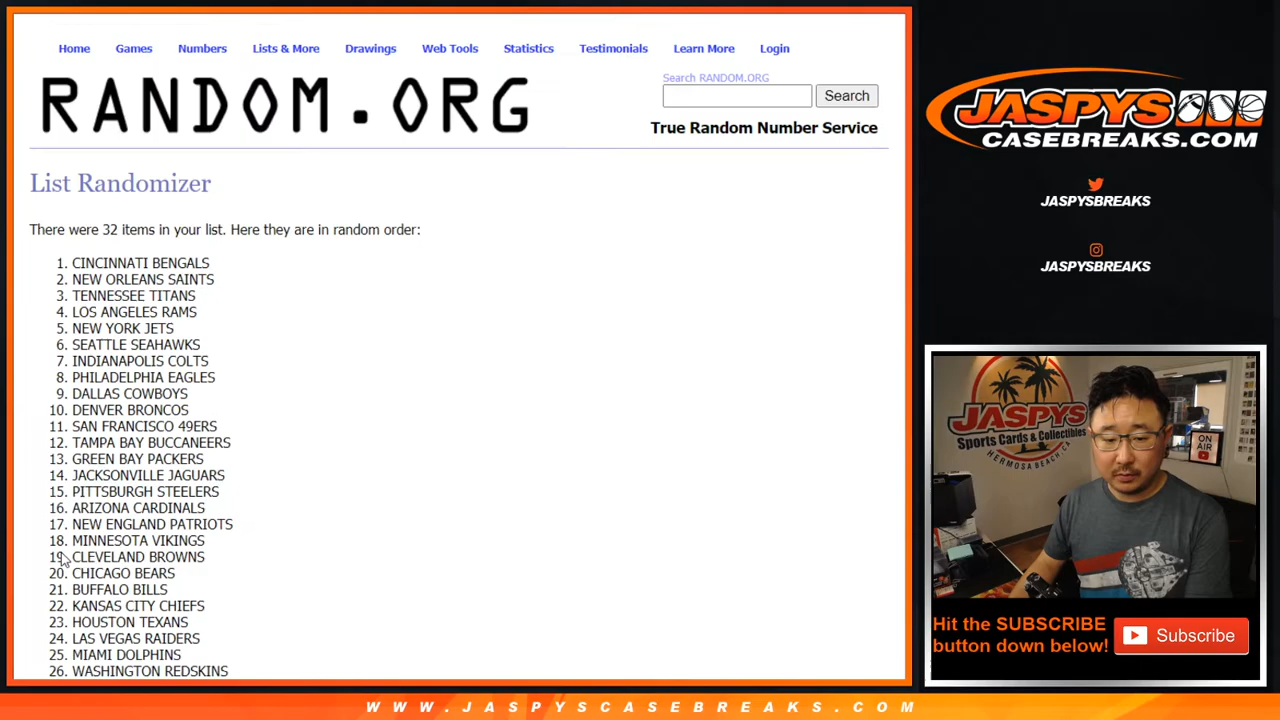 Home Games Numbers Lists & More Drawings Web Tools Statistics Testimonials Learn More Login
RANDOM.ORG
Search RANDOM.ORG
Search
True Random Number Service
List Randomizer
There were 32 items in your list. Here they are in random order:
1. CINCINNATI BENGALS
2. NEW ORLEANS SAINTS
3. TENNESSEE TITANS
4. LOS ANGELES RAMS
5. NEW YORK JETS
6. SEATTLE SEAHAWKS
7. INDIANAPOLIS COLTS
8. PHILADELPHIA EAGLES
9. DALLAS COWBOYS
10. DENVER BRONCOS
11. SAN FRANCISCO 49ERS
12. TAMPA BAY BUCCANEERS
13. GREEN BAY PACKERS
14. JACKSONVILLE JAGUARS
15. PITTSBURGH STEELERS
16. ARIZONA CARDINALS
17. NEW ENGLAND PATRIOTS
18. MINNESOTA VIKINGS
19. CLEVELAND BROWNS
20. CHICAGO BEARS
21. BUFFALO BILLS
22. KANSAS CITY CHIEFS
23. HOUSTON TEXANS
24. LAS VEGAS RAIDERS
25. MIAMI DOLPHINS
26. WASHINGTON REDSKINS
JASPYS
CASEBREAKS.COM
JASPYSBREAKS
JASPYSBREAKS
JASPYS
Sports Cards & Collectibles
HERMOSA BEACH, CA
ON AIR
Hit the SUBSCRIBE
button down below!
Subscribe
WWW.JASPYSCASEBREAKS.COM